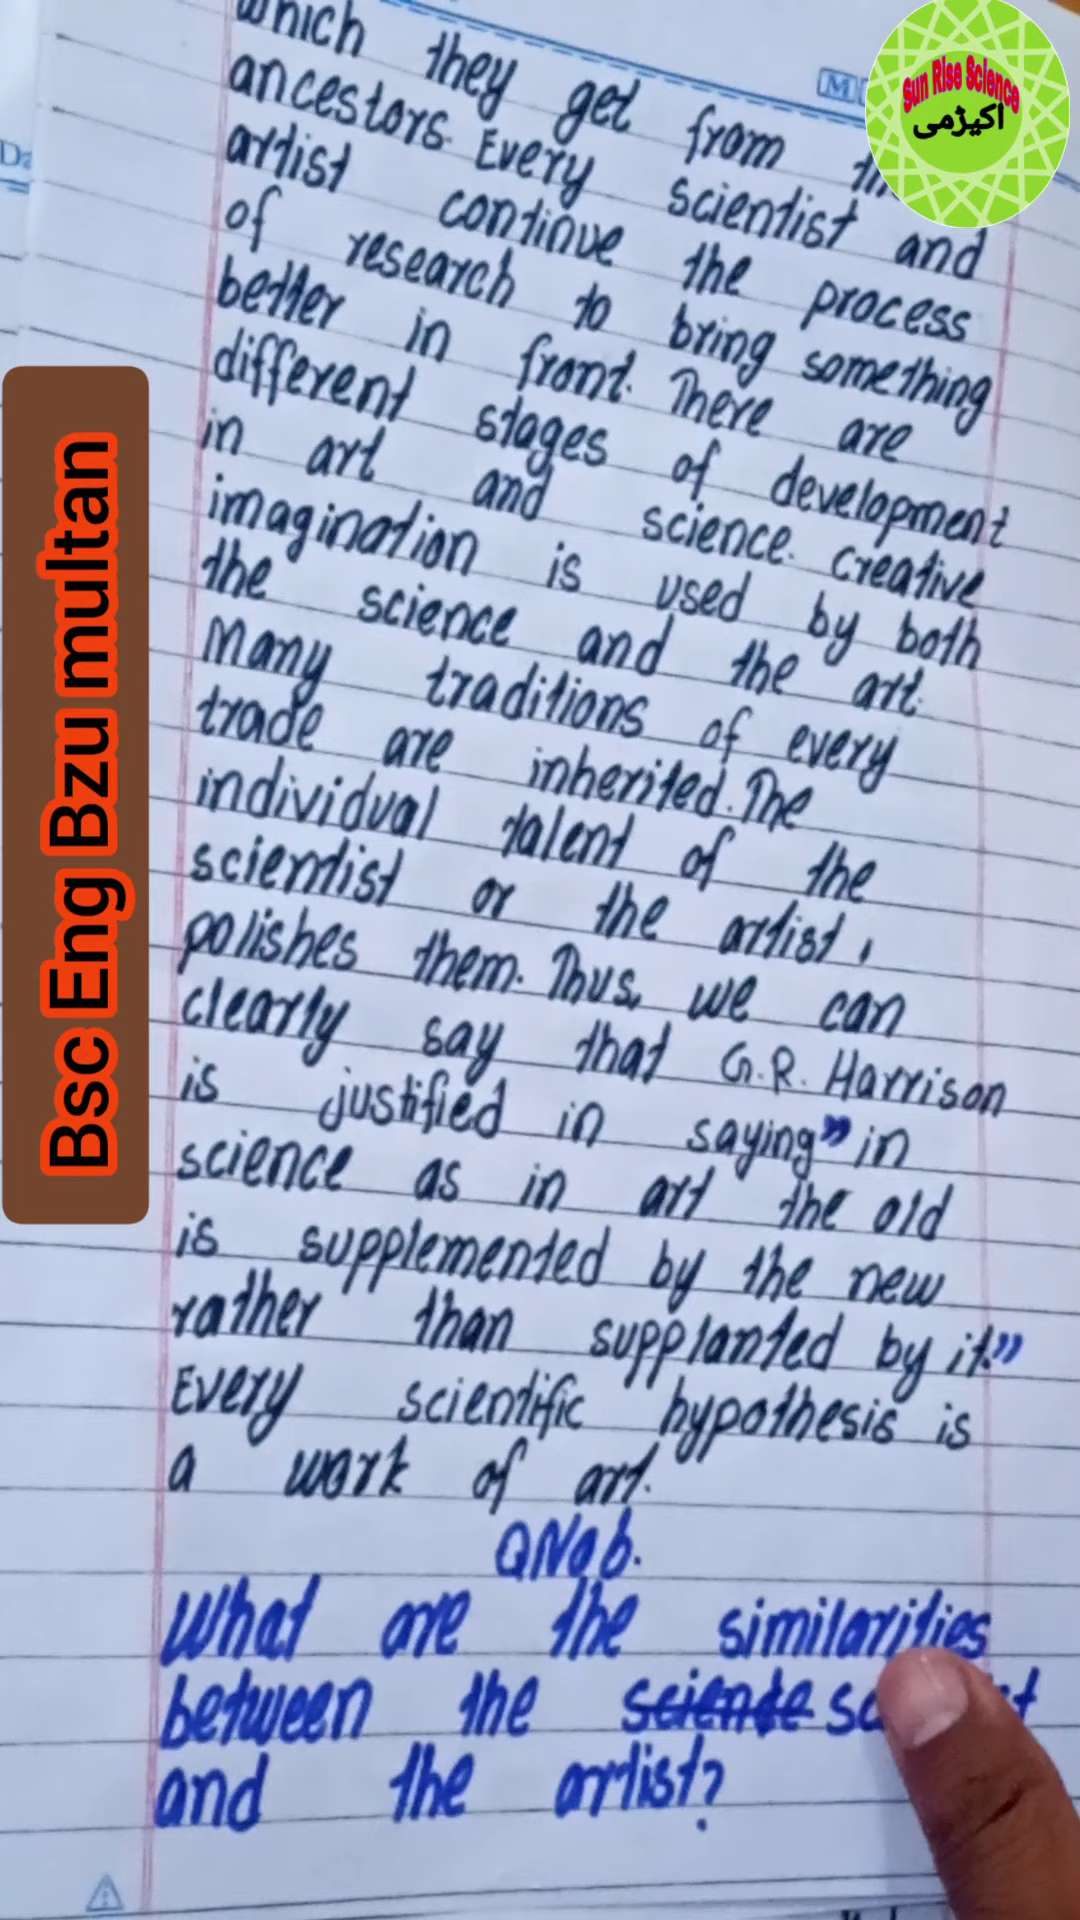 which they get from
ancestors. Every scientist and
artist continue the process
of research to bring something
better in front. There are
different stages of development
in art and science. Creative
imagination is used by both
the science and the art.
Many traditions of every
trade are inherited. The
individual talent of the
scientist or the artist,
polishes them. Thus, we can
clearly say that G.R. Harrison
is justified in saying" in
science as in art the old
is supplemented by the new
rather than supplanted by it."
Every scientific hypothesis is
a work of art.
QNo6.
What are the similarities
between the
and the artist?
Sun Rise Science
اکیڑمی
Bsc Eng Bzu multan